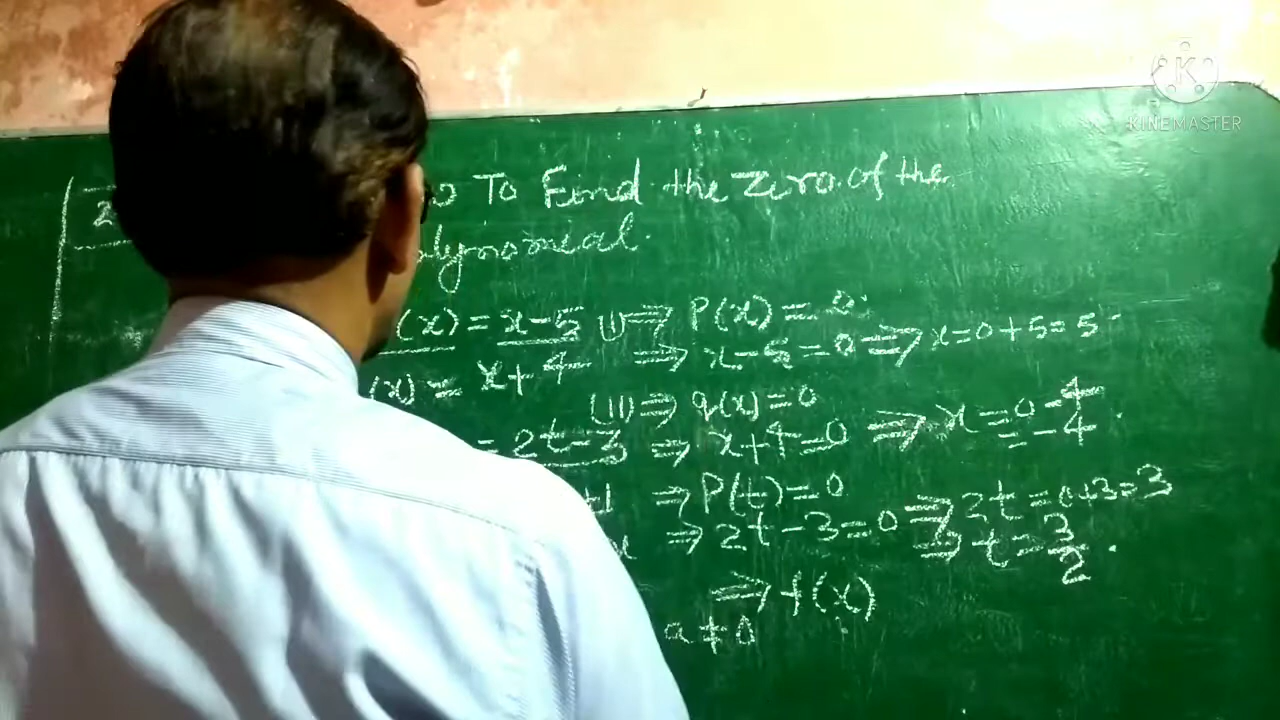 To Find the zero of the
olynomial.
(x) = x-5 (i) ⇒ P(x) = 0
⇒ x-5=0 ⇒ x=0+5=5
(x) = x+4
(ii) ⇒ q(x)=0
⇒ x+4=0 ⇒ x=0-4
=-4.
= 2t-3
⇒ P(t)=0
⇒ 2t-3=0 ⇒ 2t=0+3=3
⇒ t=3/2.
⇒ f(x)
a≠0
KINEMASTER